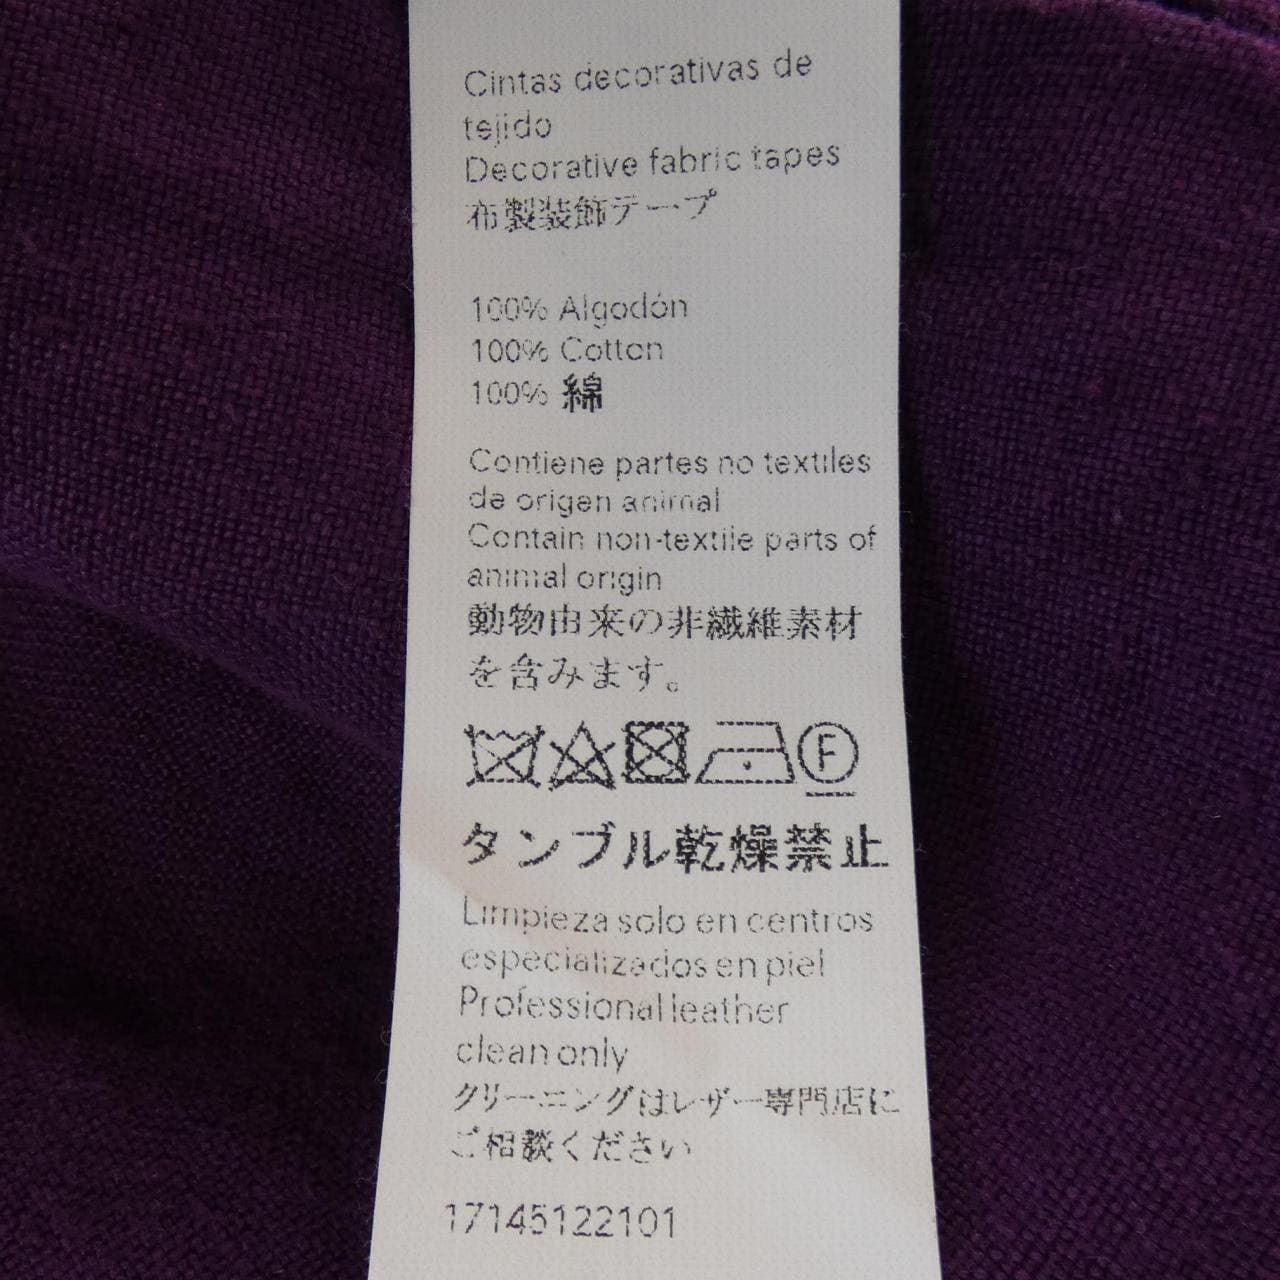 Cintas decorativas de
tejido
Decorative fabric tapes
布製装飾テープ
100% Algodón
100% Cotton
100% 綿
Contiene partes no textiles
de origen animal
Contain non-textile parts of
animal origin
動物由来の非繊維素材
を含みます。
F
タンブル乾燥禁止
Limpieza solo en centros
especializados en piel
Professional leather
clean only
クリーニングはレザー専門店に
ご相談ください
17145122101